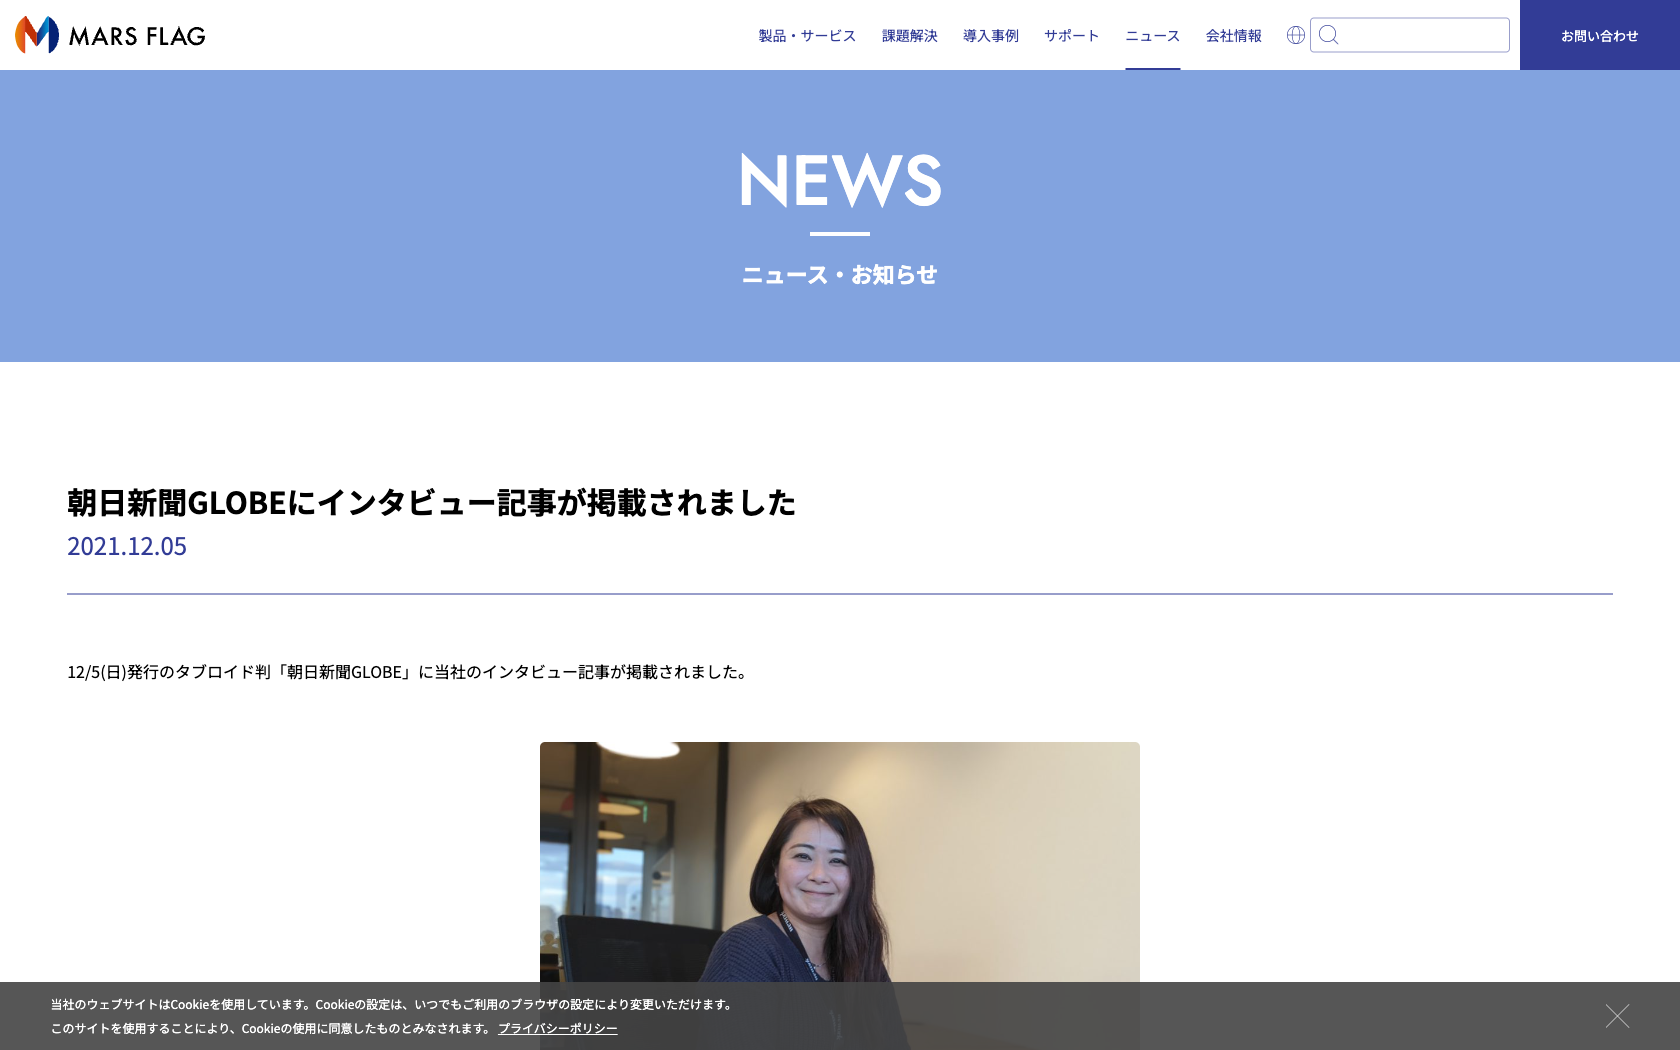 MARS FLAG
製品・サービス 課題解決 導入事例 サポート ニュース 会社情報 お問い合わせ
NEWS
ニュース・お知らせ
朝日新聞GLOBEにインタビュー記事が掲載されました
2021.12.05
12/5(日)発行のタブロイド判「朝日新聞GLOBE」に当社のインタビュー記事が掲載されました。
当社のウェブサイトはCookieを使用しています。Cookieの設定は、いつでもご利用のブラウザの設定により変更いただけます。
このサイトを使用することにより、Cookieの使用に同意したものとみなされます。 プライバシーポリシー